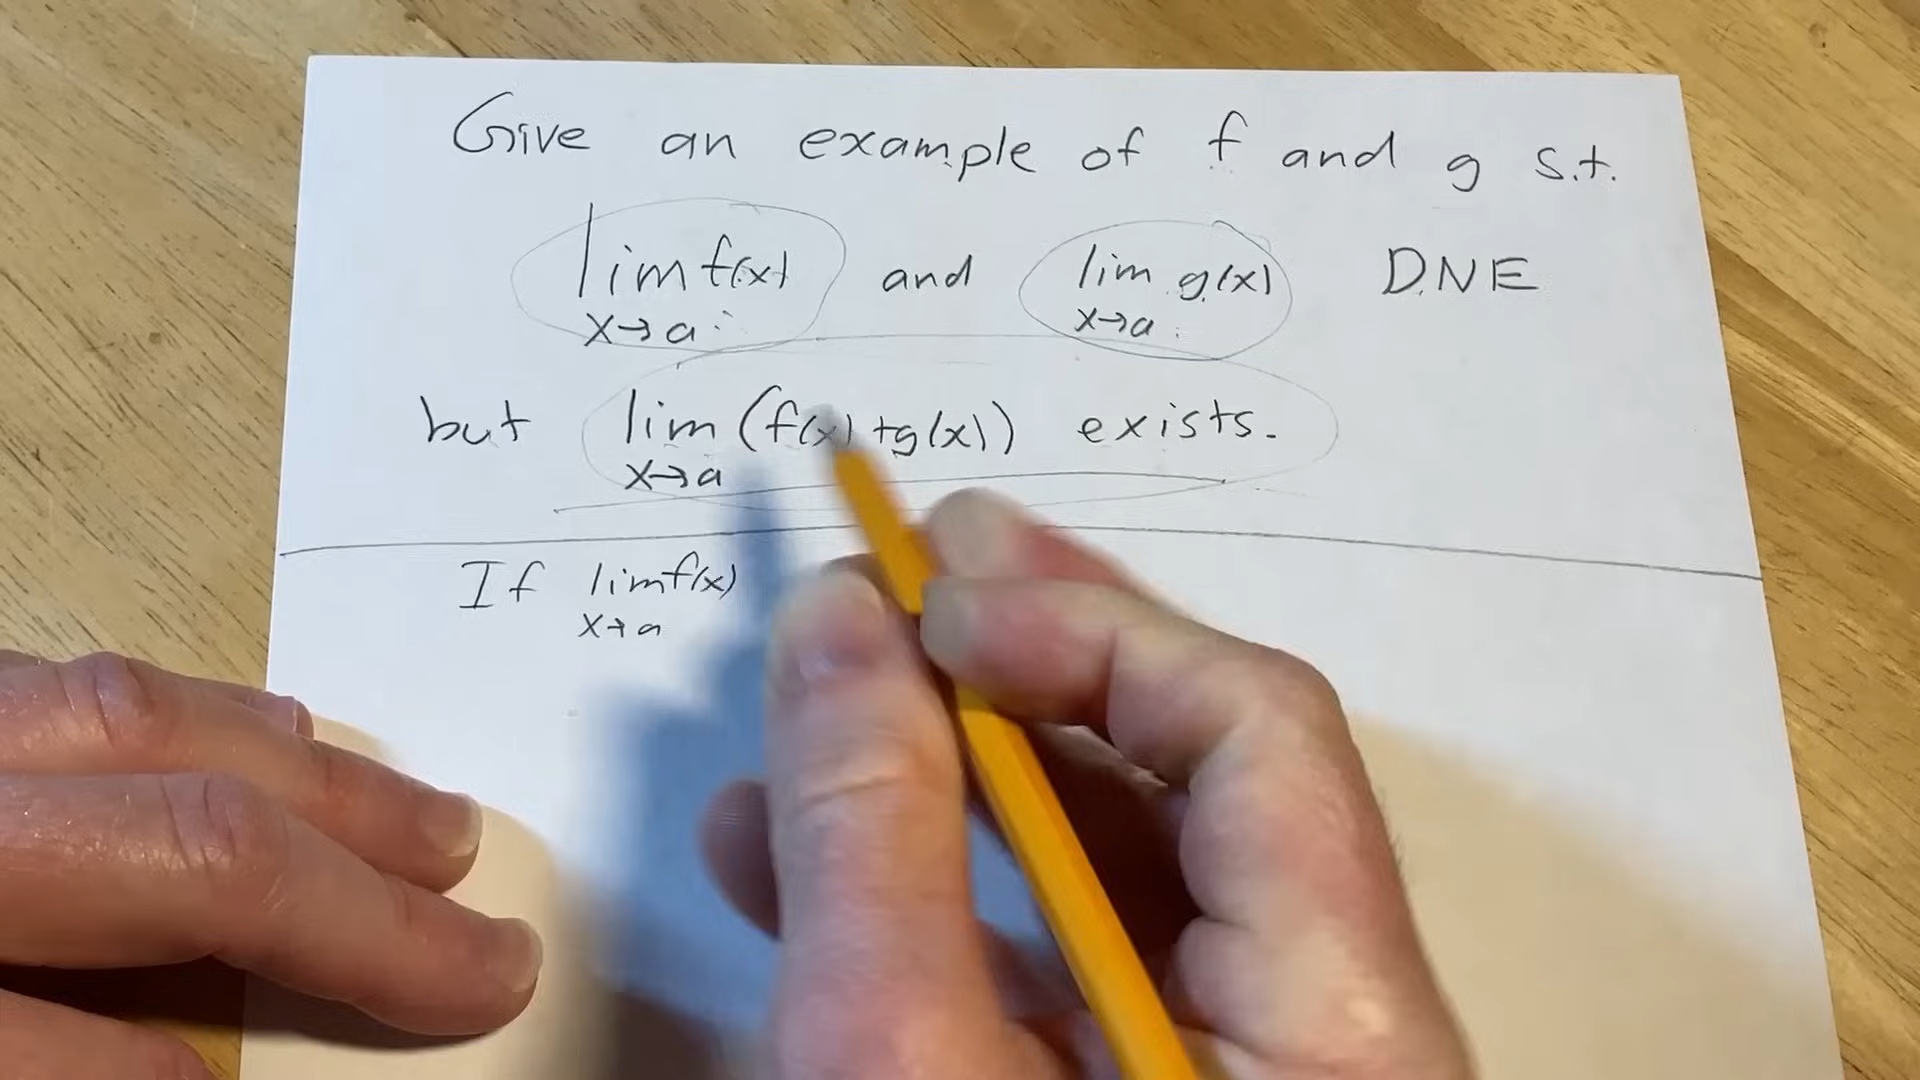 Give an example of f and g s.t.
lim f(x) and lim g(x) DNE
x→a x→a
but lim (f(x)+g(x)) exists.
x→a
If lim f(x)
x→a